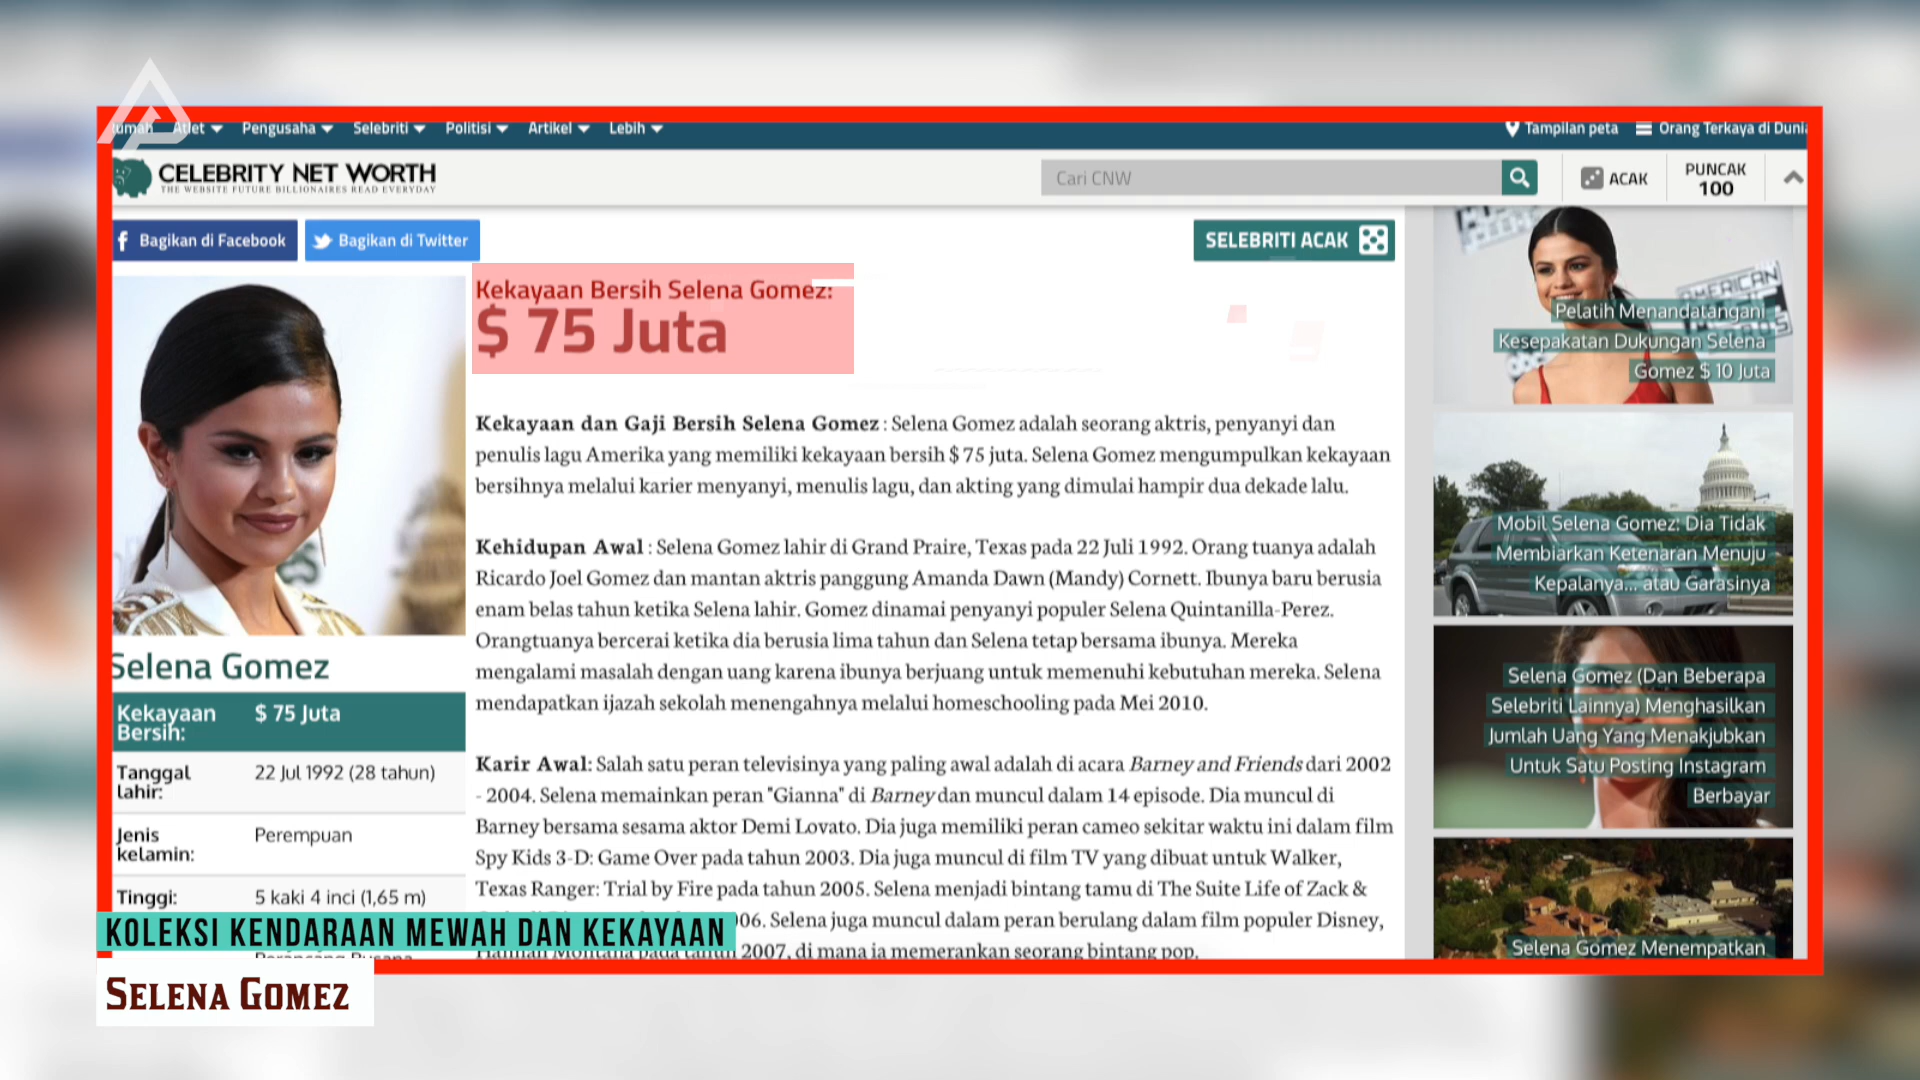 Rumah Atlet Pengusaha Selebriti Politisi Artikel Lebih Tampilan peta Orang Terkaya di Dunia
CELEBRITY NET WORTH
THE WEBSITE FUTURE BILLIONAIRES READ EVERYDAY
Cari CNW
ACAK
PUNCAK
100
Bagikan di Facebook
Bagikan di Twitter
SELEBRITI ACAK
Kekayaan Bersih Selena Gomez:
$ 75 Juta
Kekayaan dan Gaji Bersih Selena Gomez : Selena Gomez adalah seorang aktris, penyanyi dan
penulis lagu Amerika yang memiliki kekayaan bersih $ 75 juta. Selena Gomez mengumpulkan kekayaan
bersihnya melalui karier menyanyi, menulis lagu, dan akting yang dimulai hampir dua dekade lalu.
Kehidupan Awal : Selena Gomez lahir di Grand Praire, Texas pada 22 Juli 1992. Orang tuanya adalah
Ricardo Joel Gomez dan mantan aktris panggung Amanda Dawn (Mandy) Cornett. Ibunya baru berusia
enam belas tahun ketika Selena lahir. Gomez dinamai penyanyi populer Selena Quintanilla-Perez.
Orangtuanya bercerai ketika dia berusia lima tahun dan Selena tetap bersama ibunya. Mereka
mengalami masalah dengan uang karena ibunya berjuang untuk memenuhi kebutuhan mereka. Selena
mendapatkan ijazah sekolah menengahnya melalui homeschooling pada Mei 2010.
Karir Awal: Salah satu peran televisinya yang paling awal adalah di acara Barney and Friends dari 2002
- 2004. Selena memainkan peran "Gianna" di Barney dan muncul dalam 14 episode. Dia muncul di
Barney bersama sesama aktor Demi Lovato. Dia juga memiliki peran cameo sekitar waktu ini dalam film
Spy Kids 3-D: Game Over pada tahun 2003. Dia juga muncul di film TV yang dibuat untuk Walker,
Texas Ranger: Trial by Fire pada tahun 2005. Selena menjadi bintang tamu di The Suite Life of Zack &
06. Selena juga muncul dalam peran berulang dalam film populer Disney,
Hannah Montana pada tahun 2007, di mana ia memerankan seorang bintang pop.
Selena Gomez
Kekayaan
Bersih:
$ 75 Juta
Tanggal
lahir:
22 Jul 1992 (28 tahun)
Jenis
kelamin:
Perempuan
Tinggi:
5 kaki 4 inci (1,65 m)
Perancang Busana
Pelatih Menandatangani
Kesepakatan Dukungan Selena
Gomez $ 10 Juta
Mobil Selena Gomez: Dia Tidak
Membiarkan Ketenaran Menuju
Kepalanya... atau Garasinya
Selena Gomez (Dan Beberapa
Selebriti Lainnya) Menghasilkan
Jumlah Uang Yang Menakjubkan
Untuk Satu Posting Instagram
Berbayar
Selena Gomez Menempatkan
KOLEKSI KENDARAAN MEWAH DAN KEKAYAAN
SELENA GOMEZ